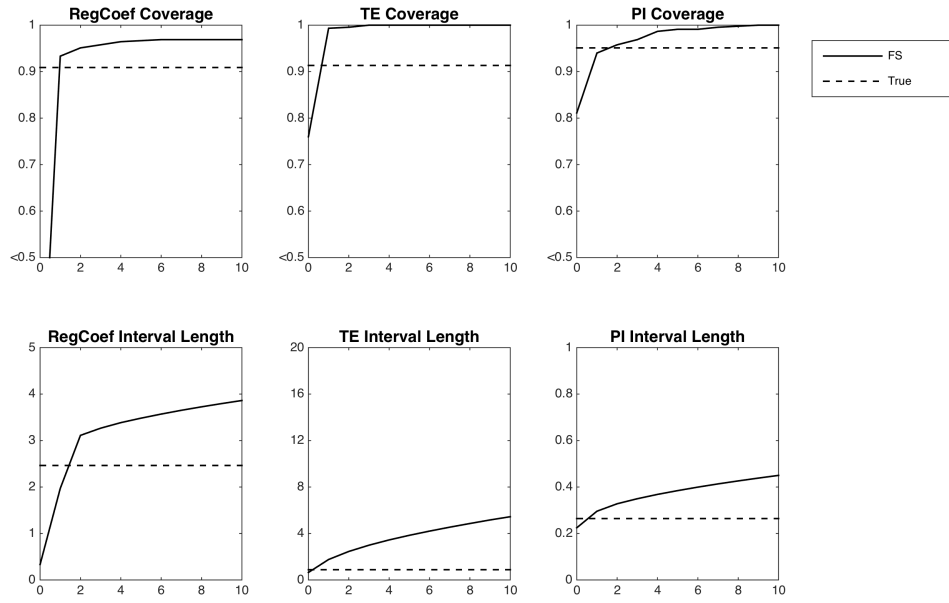 RegCoef Coverage
1
0.9
0.8
0.7
0.6
<0.5
0 2 4 6 8 10
TE Coverage
1
0.9
0.8
0.7
0.6
<0.5
0 2 4 6 8 10
PI Coverage
1
0.9
0.8
0.7
0.6
<0.5
0 2 4 6 8 10
FS
True
RegCoef Interval Length
5
4
3
2
1
0
0 2 4 6 8 10
TE Interval Length
20
16
12
8
4
0
0 2 4 6 8 10
PI Interval Length
1
0.8
0.6
0.4
0.2
0
0 2 4 6 8 10